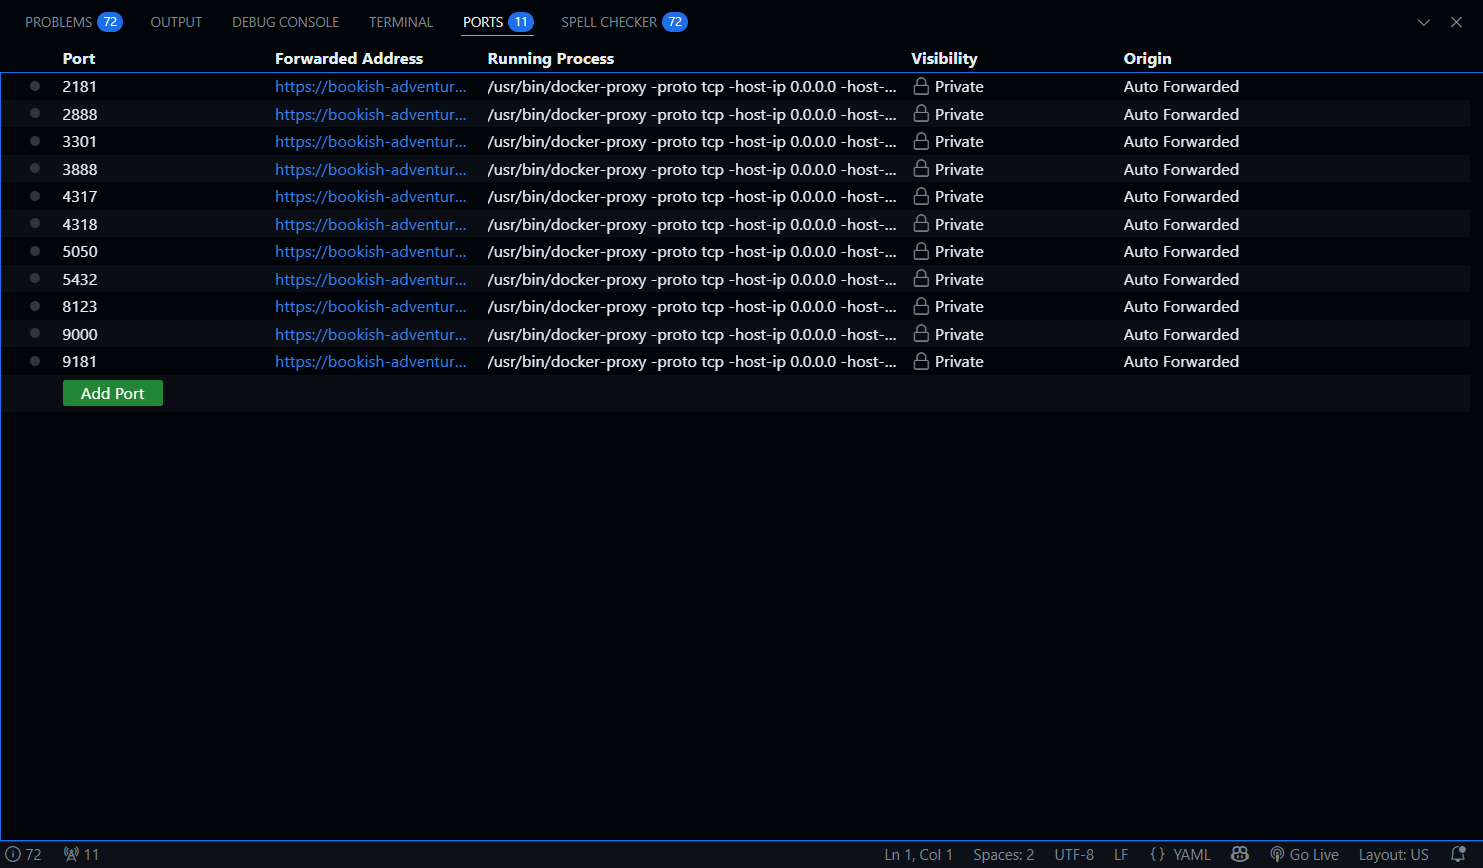 PROBLEMS 72 OUTPUT DEBUG CONSOLE TERMINAL PORTS 11 SPELL CHECKER 72
Port Forwarded Address Running Process Visibility Origin
2181 https://bookish-adventur... /usr/bin/docker-proxy -proto tcp -host-ip 0.0.0.0 -host-... Private Auto Forwarded
2888 https://bookish-adventur... /usr/bin/docker-proxy -proto tcp -host-ip 0.0.0.0 -host-... Private Auto Forwarded
3301 https://bookish-adventur... /usr/bin/docker-proxy -proto tcp -host-ip 0.0.0.0 -host-... Private Auto Forwarded
3888 https://bookish-adventur... /usr/bin/docker-proxy -proto tcp -host-ip 0.0.0.0 -host-... Private Auto Forwarded
4317 https://bookish-adventur... /usr/bin/docker-proxy -proto tcp -host-ip 0.0.0.0 -host-... Private Auto Forwarded
4318 https://bookish-adventur... /usr/bin/docker-proxy -proto tcp -host-ip 0.0.0.0 -host-... Private Auto Forwarded
5050 https://bookish-adventur... /usr/bin/docker-proxy -proto tcp -host-ip 0.0.0.0 -host-... Private Auto Forwarded
5432 https://bookish-adventur... /usr/bin/docker-proxy -proto tcp -host-ip 0.0.0.0 -host-... Private Auto Forwarded
8123 https://bookish-adventur... /usr/bin/docker-proxy -proto tcp -host-ip 0.0.0.0 -host-... Private Auto Forwarded
9000 https://bookish-adventur... /usr/bin/docker-proxy -proto tcp -host-ip 0.0.0.0 -host-... Private Auto Forwarded
9181 https://bookish-adventur... /usr/bin/docker-proxy -proto tcp -host-ip 0.0.0.0 -host-... Private Auto Forwarded
Add Port
72 11 Ln 1, Col 1 Spaces: 2 UTF-8 LF {} YAML Go Live Layout: US